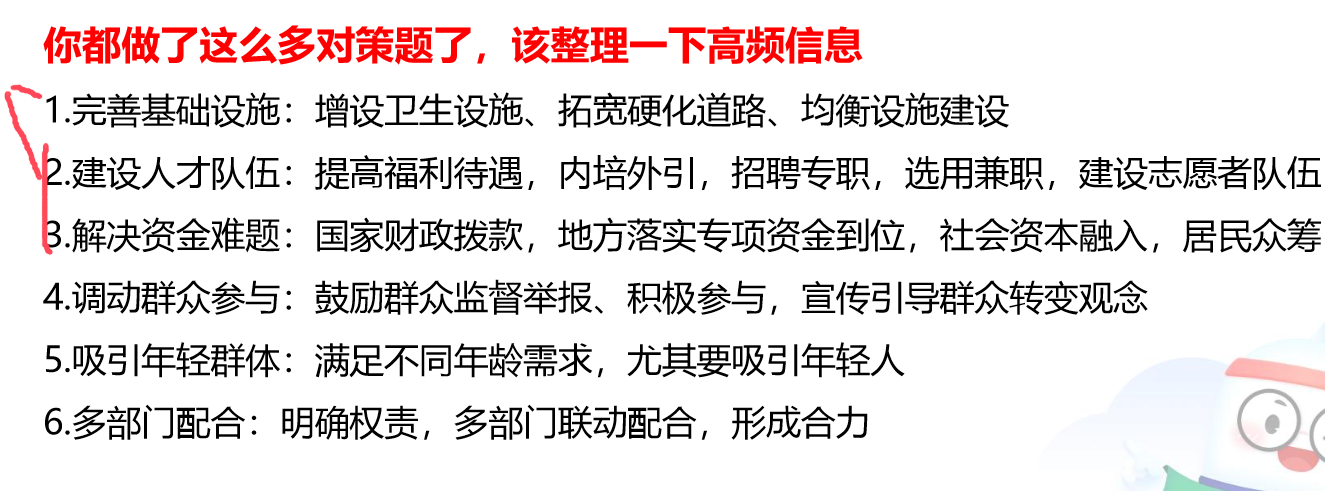 你都做了这么多对策题了，该整理一下高频信息
1.完善基础设施：增设卫生设施、拓宽硬化道路、均衡设施建设
2.建设人才队伍：提高福利待遇，内培外引，招聘专职，选用兼职，建设志愿者队伍
3.解决资金难题：国家财政拨款，地方落实专项资金到位，社会资本融入，居民众筹
4.调动群众参与：鼓励群众监督举报、积极参与，宣传引导群众转变观念
5.吸引年轻群体：满足不同年龄需求，尤其要吸引年轻人
6.多部门配合：明确权责，多部门联动配合，形成合力